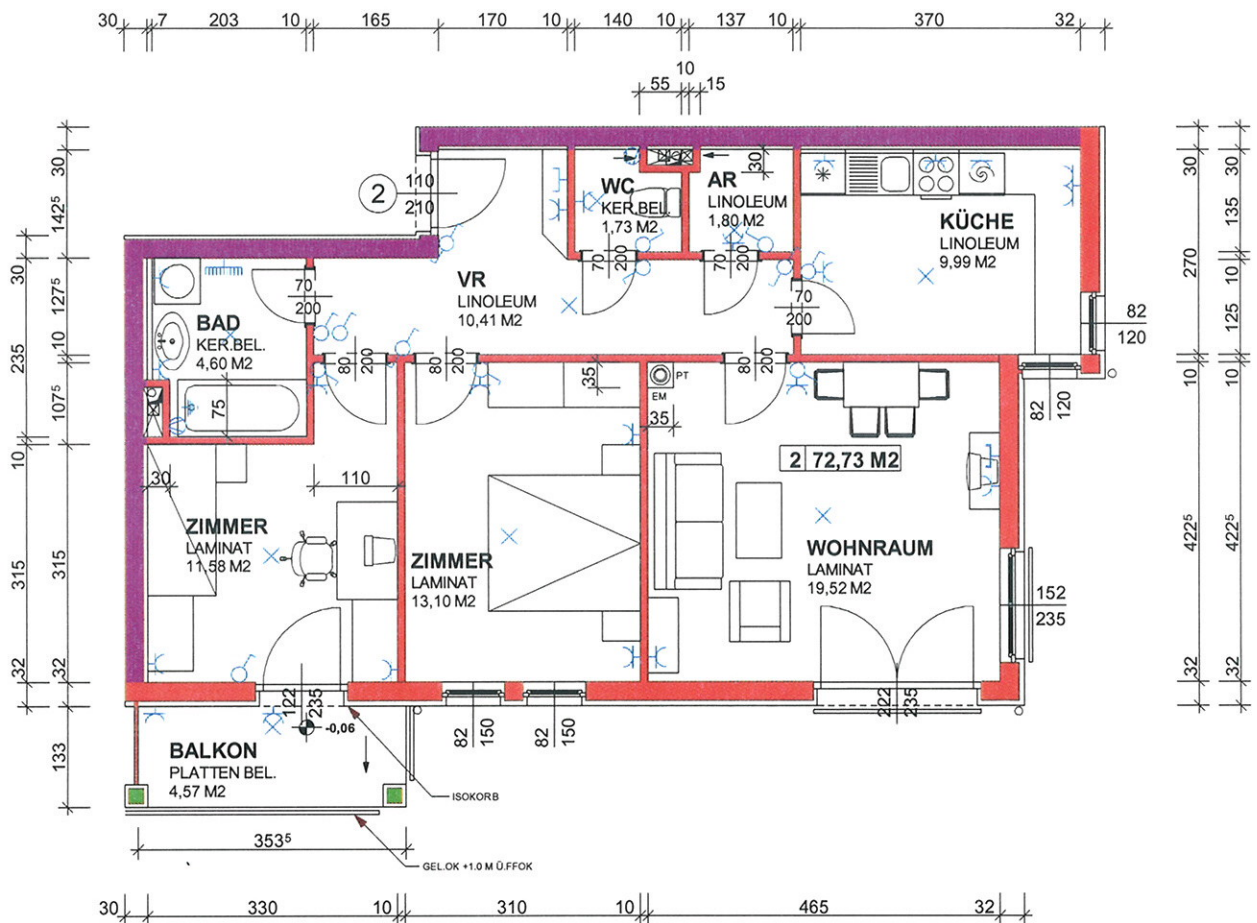 30 7 203 10 165 170 10 140 10 137 10 370 32
10
55 15
30 1425 30 1275 10 1075
30 235 10 315 32
315 32 133
2
110
210
WC
KER.BEL.
1,73 M2
30
AR
LINOLEUM
1,80 M2
KÜCHE
LINOLEUM
9,99 M2
VR
LINOLEUM
10,41 M2
BAD
KER.BEL.
4,60 M2
75
70
200
70
200
70
200
70
200
80
200
80
200
80
200
82
120
82
120
35
PT
EM
35
2 72,73 M2
30
110
ZIMMER
LAMINAT
11,58 M2
ZIMMER
LAMINAT
13,10 M2
WOHNRAUM
LAMINAT
19,52 M2
152
235
122
235
-0,06
82
150
82
150
222
235
BALKON
PLATTEN BEL.
4,57 M2
ISOKORB
353⁵
GEL.OK +1.0 M Ü.FFOK
30 270 10 422⁵ 32
30 135 10 125 10 422⁵ 32
30 330 10 310 10 465 32